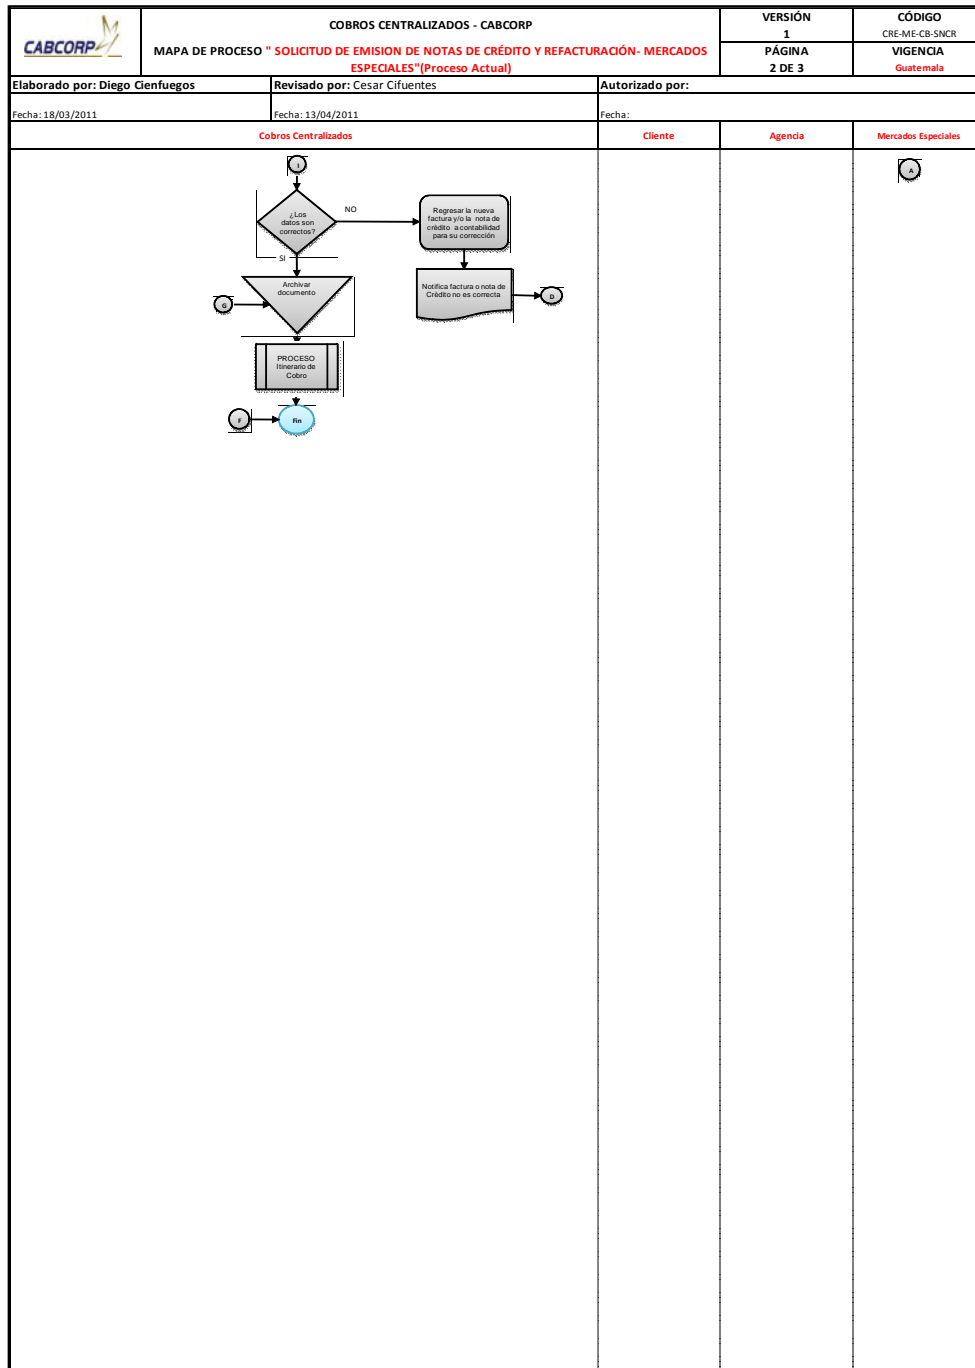 CABCORP
COBROS CENTRALIZADOS - CABCORP
MAPA DE PROCESO " SOLICITUD DE EMISION DE NOTAS DE CRÉDITO Y REFACTURACIÓN- MERCADOS
ESPECIALES"(Proceso Actual)
VERSIÓN
1
CÓDIGO
CRE-ME-CB-SNCR
PÁGINA
2 DE 3
VIGENCIA
Guatemala
Elaborado por: Diego Cienfuegos
Revisado por: Cesar Cifuentes
Autorizado por:
Fecha: 18/03/2011
Fecha: 13/04/2011
Fecha:
Cobros Centralizados
Cliente
Agencia
Mercados Especiales
I
A
¿Los
datos son
correctos?
NO
Regresar la nueva
factura y/o la nota de
crédito a contabilidad
para su corrección
SI
Archivar
documento
Notifica factura o nota de
Crédito no es correcta
G
D
PROCESO
Itinerario de
Cobro
F
Fin